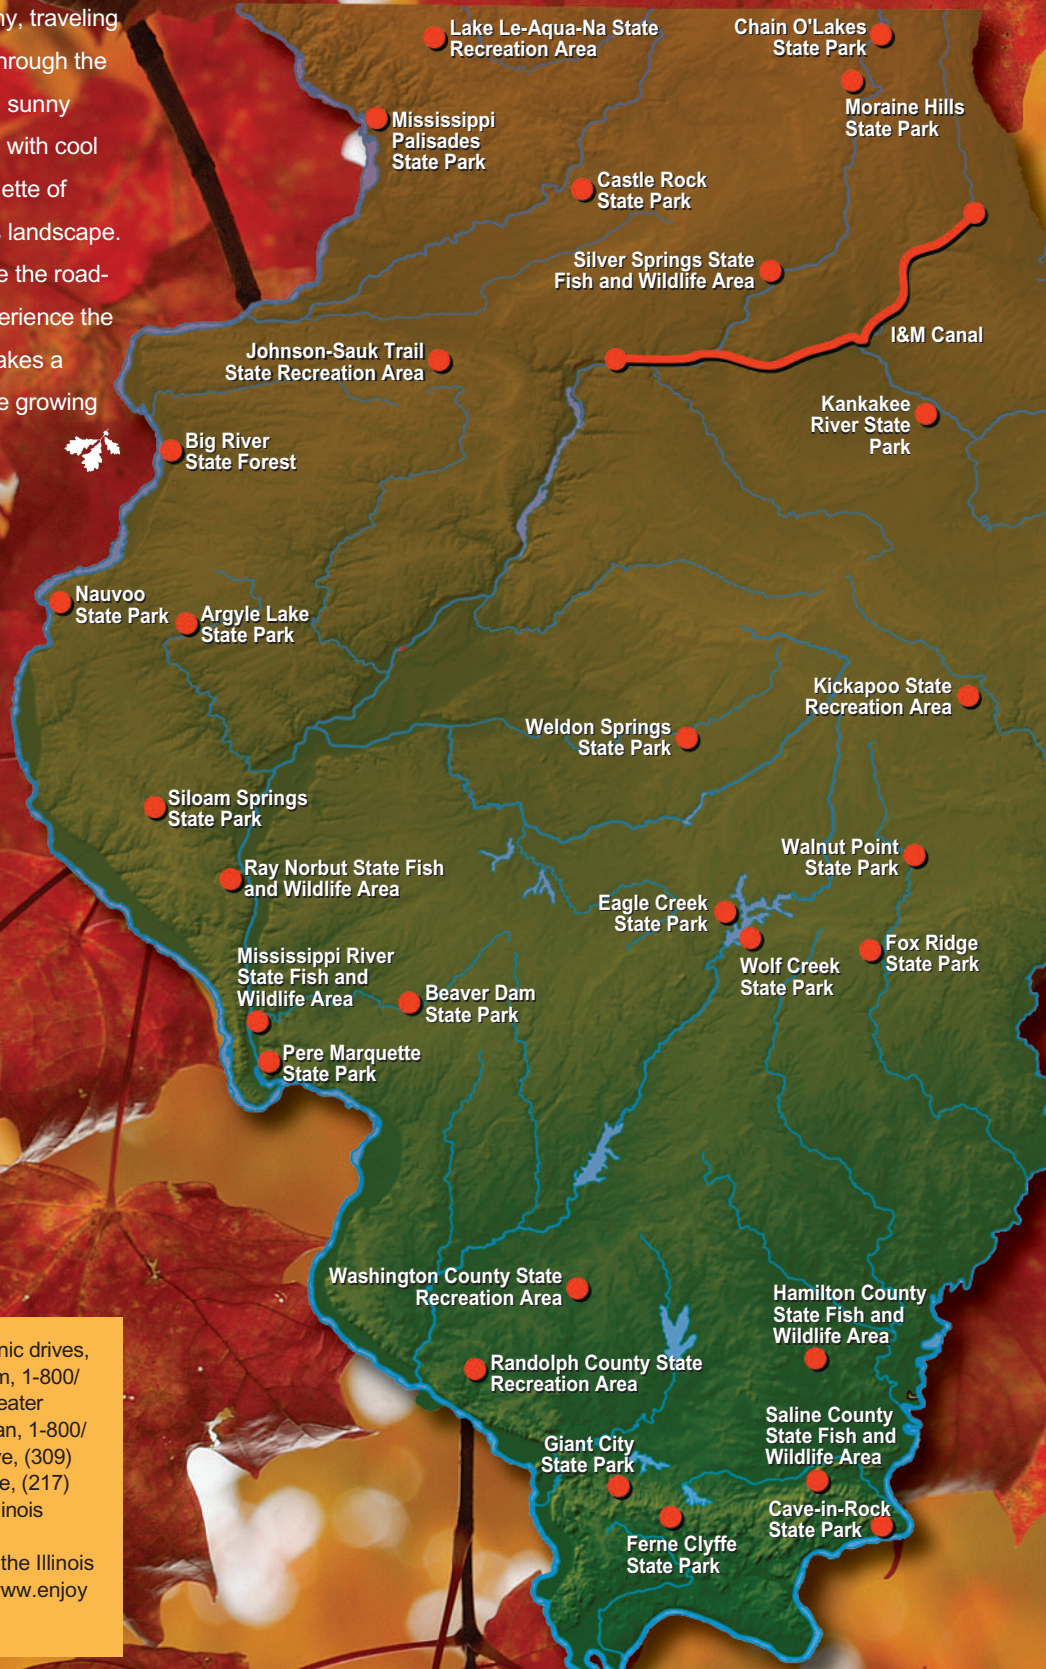 ny, traveling
hrough the
sunny
with cool
ette of
landscape.
e the road-
erience the
akes a
e growing
Lake Le-Aqua-Na State
Recreation Area
Chain O'Lakes
State Park
Mississippi
Palisades
State Park
Moraine Hills
State Park
Castle Rock
State Park
Silver Springs State
Fish and Wildlife Area
I&M Canal
Johnson-Sauk Trail
State Recreation Area
Kankakee
River State
Park
Big River
State Forest
Nauvoo
State Park
Argyle Lake
State Park
Kickapoo State
Recreation Area
Weldon Springs
State Park
Siloam Springs
State Park
Walnut Point
State Park
Ray Norbut State Fish
and Wildlife Area
Eagle Creek
State Park
Fox Ridge
State Park
Wolf Creek
State Park
Mississippi River
State Fish and
Wildlife Area
Beaver Dam
State Park
Pere Marquette
State Park
Washington County State
Recreation Area
Hamilton County
State Fish and
Wildlife Area
Randolph County State
Recreation Area
Saline County
State Fish and
Wildlife Area
Giant City
State Park
Cave-in-Rock
State Park
Ferne Clyffe
State Park
nic drives,
m, 1-800/
eater
an, 1-800/
ve, (309)
e, (217)
inois
the Illinois
ww.enjoy